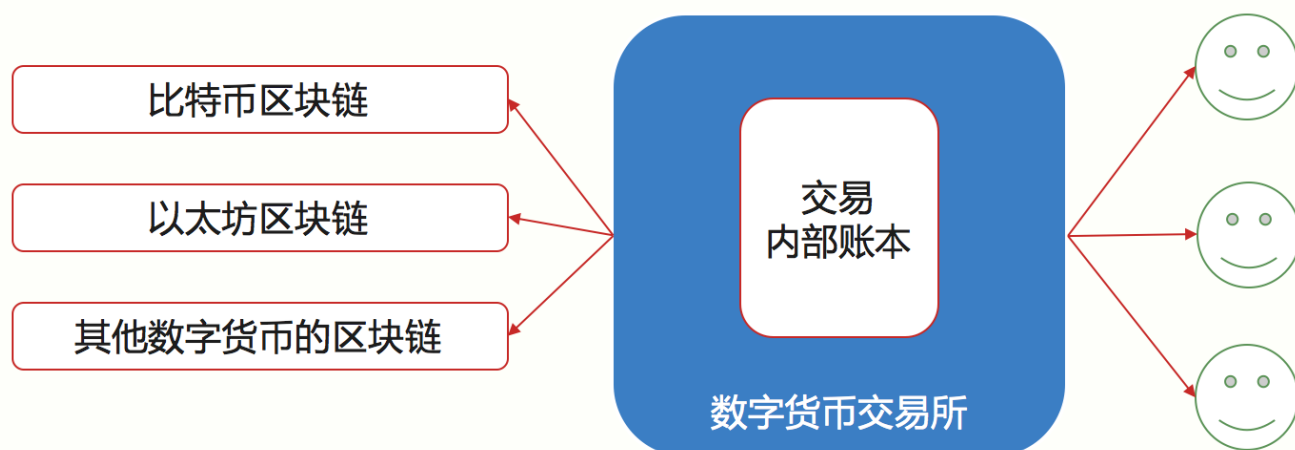 比特币区块链
以太坊区块链
其他数字货币的区块链
交易
内部账本
数字货币交易所